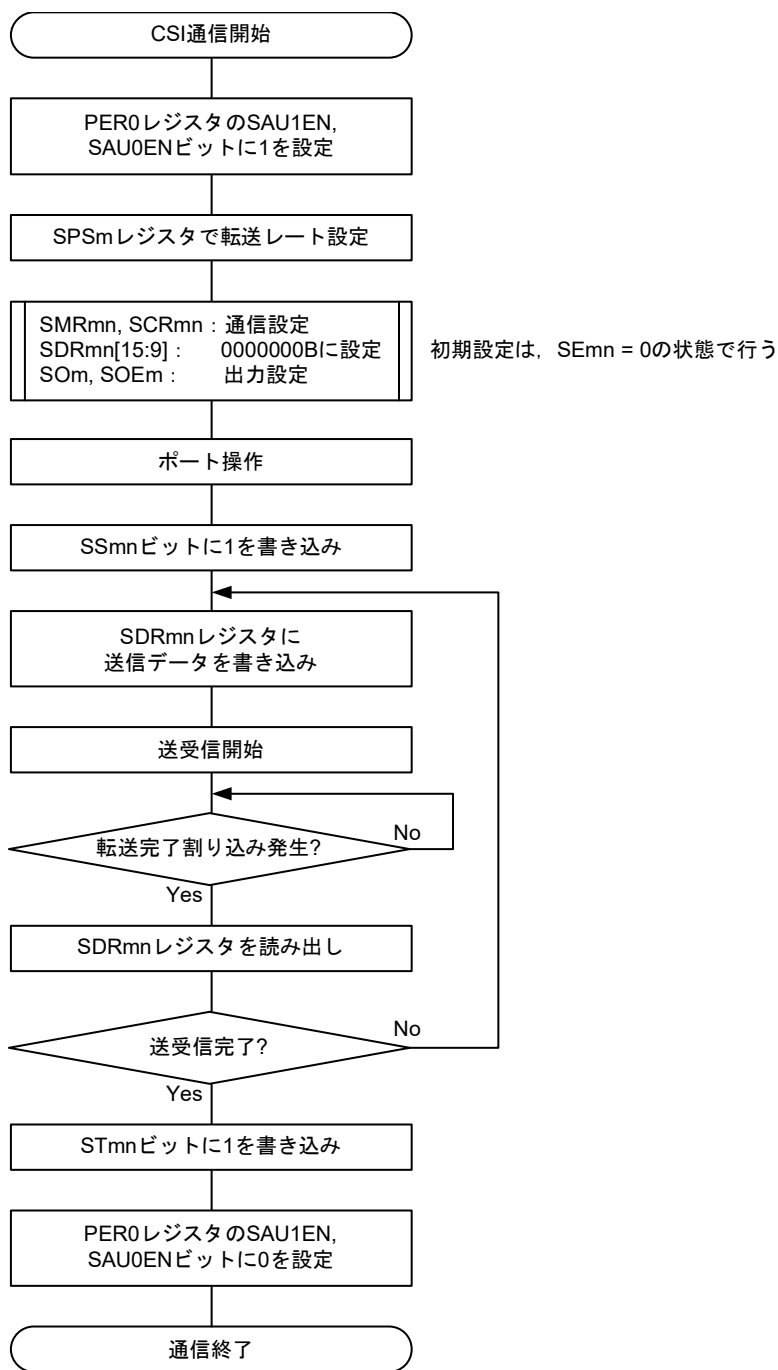 CSI通信開始
PER0レジスタのSAU1EN,
SAU0ENビットに1を設定
SPSmレジスタで転送レート設定
SMRmn, SCRmn：通信設定
SDRmn[15:9]： 0000000Bに設定
SOm, SOEm： 出力設定
初期設定は，SEmn = 0の状態で行う
ポート操作
SSmnビットに1を書き込み
SDRmnレジスタに
送信データを書き込み
送受信開始
転送完了割り込み発生?
No
Yes
SDRmnレジスタを読み出し
送受信完了?
No
Yes
STmnビットに1を書き込み
PER0レジスタのSAU1EN,
SAU0ENビットに0を設定
通信終了